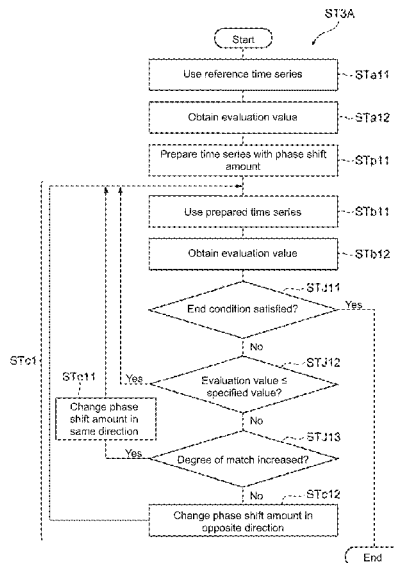 ST3A
Start
Use reference time series
STa11
Obtain evaluation value
STa12
Prepare time series with phase shift
amount
STp11
Use prepared time series
STb11
Obtain evaluation value
STb12
STJ11
End condition satisfied?
Yes
No
STJ12
STc1
STc11
Yes
Evaluation value ≤
specified value?
Change phase
shift amount in
same direction
No
STJ13
Yes
Degree of match increased?
No
STc12
Change phase shift amount in
opposite direction
End